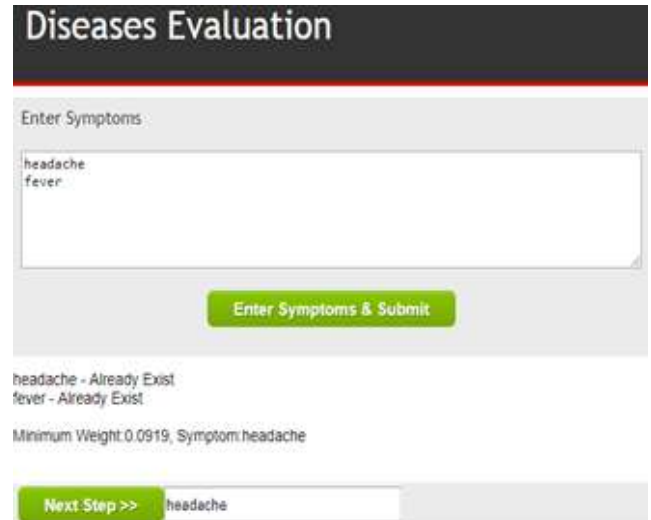 Diseases Evaluation
Enter Symptoms
headache
fever
Enter Symptoms & Submit
headache - Already Exist
fever - Already Exist
Minimum Weight:0.0919, Symptom:headache
Next Step >> headache